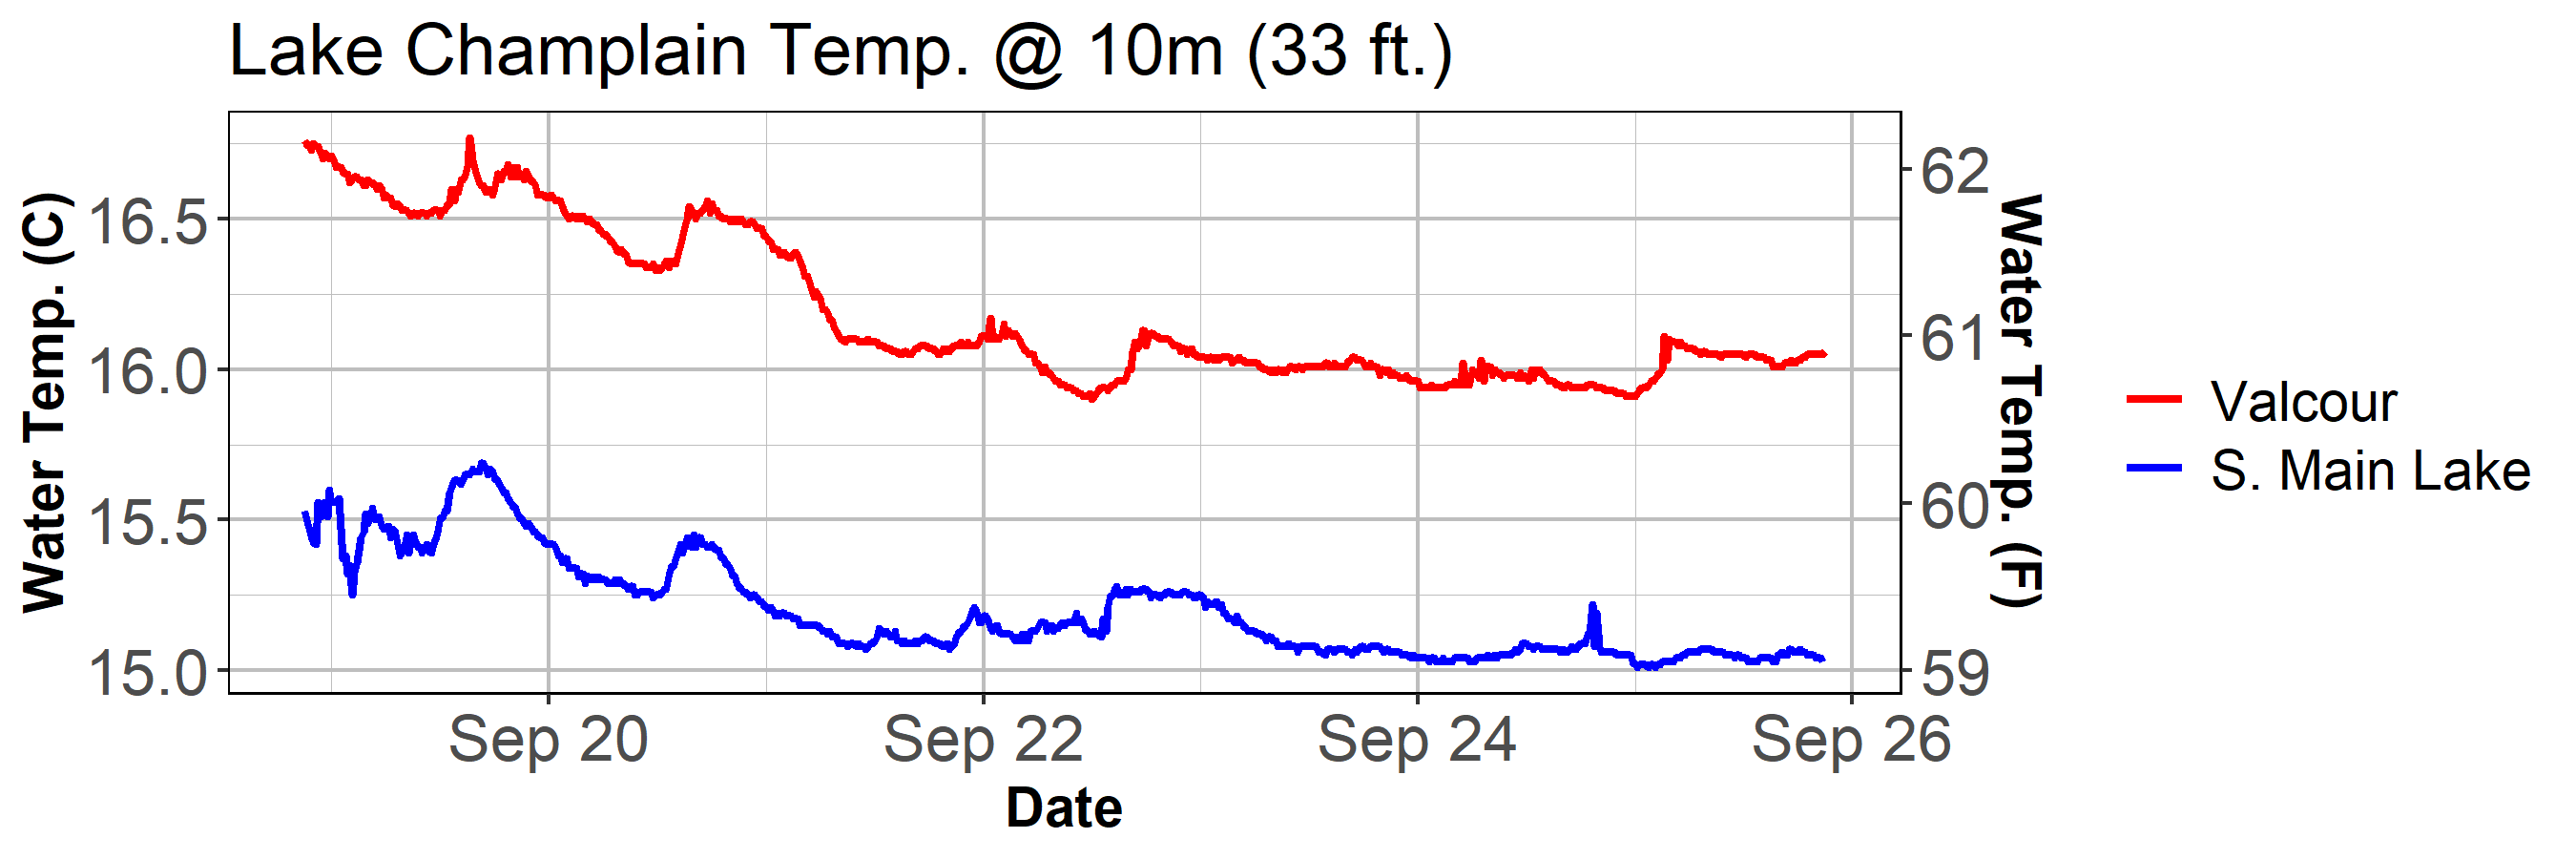 Lake Champlain Temp. @ 10m (33 ft.)
Water Temp. (C)
16.5
16.0
15.5
15.0
62
61
60
59
Water Temp. (F)
Sep 20
Sep 22
Sep 24
Sep 26
Date
Valcour
S. Main Lake